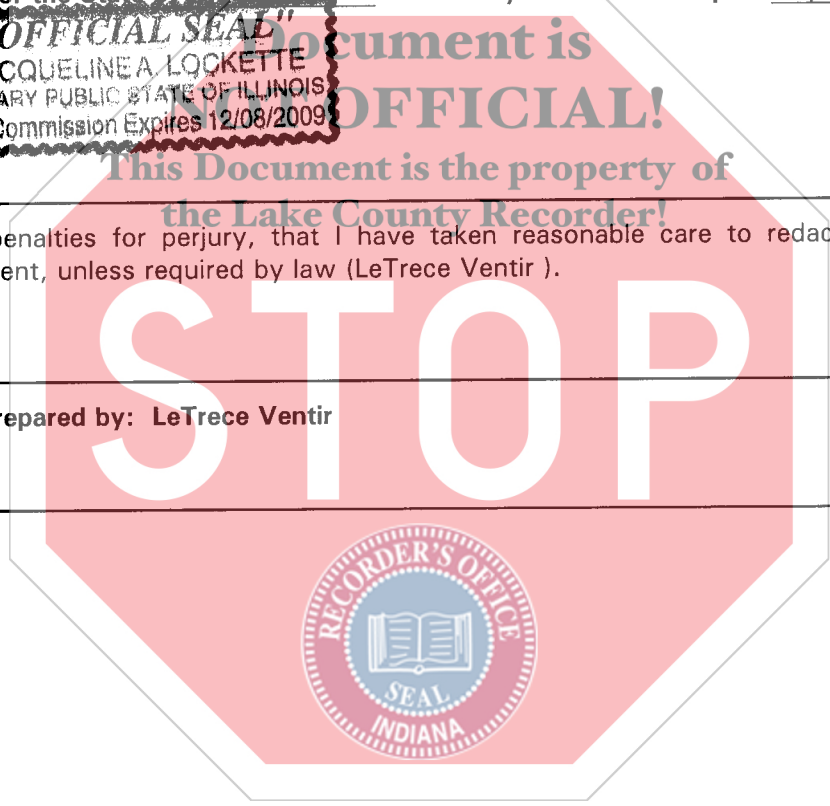 OFFICIAL SEAL"
CQUELINE A. LOCKETTE
ARY PUBLIC STATE OF ILLINOIS
Commission Expires 12/08/2009
Document is
NOT OFFICIAL!
This Document is the property of
the Lake County Recorder!
penalties for perjury, that I have taken reasonable care to redac
ent, unless required by law (LeTrece Ventir ).
STOP
repared by: LeTrece Ventir
RECORDER'S OFFICE
SEAL
INDIANA